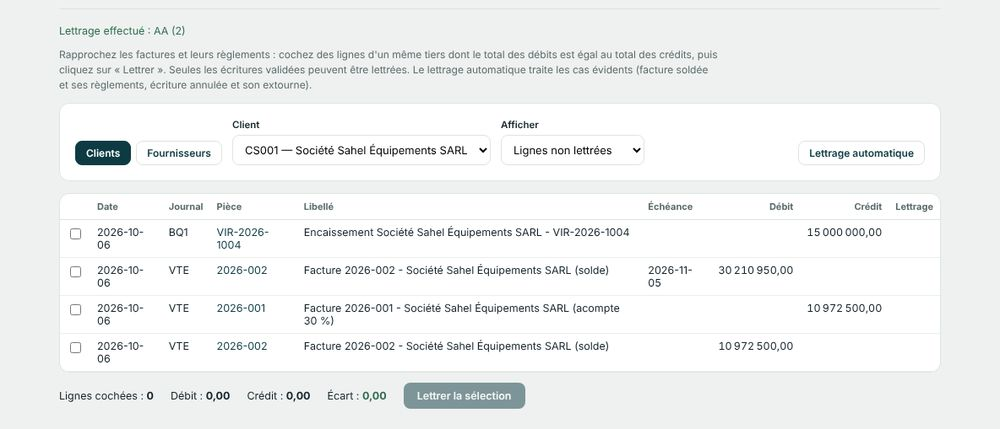 Lettrage effectué : AA (2)
Rapprochez les factures et leurs règlements : cochez des lignes d'un même tiers dont le total des débits est égal au total des crédits, puis
cliquez sur « Lettrer ». Seules les écritures validées peuvent être lettrées. Le lettrage automatique traite les cas évidents (facture soldée
et ses règlements, écriture annulée et son extourne).
Client
Afficher
Clients
Fournisseurs
CS001 — Société Sahel Équipements SARL
Lignes non lettrées
Lettrage automatique
Date Journal Pièce Libellé Échéance Débit Crédit Lettrage
2026-10- BQ1 VIR-2026- Encaissement Société Sahel Équipements SARL - VIR-2026-1004 15 000 000,00
06 1004
2026-10- VTE 2026-002 Facture 2026-002 - Société Sahel Équipements SARL (solde) 2026-11- 30 210 950,00
06 05
2026-10- VTE 2026-001 Facture 2026-001 - Société Sahel Équipements SARL (acompte 10 972 500,00
06 30 %)
2026-10- VTE 2026-002 Facture 2026-002 - Société Sahel Équipements SARL (solde) 10 972 500,00
06
Lignes cochées : 0 Débit : 0,00 Crédit : 0,00 Écart : 0,00 Lettrer la sélection